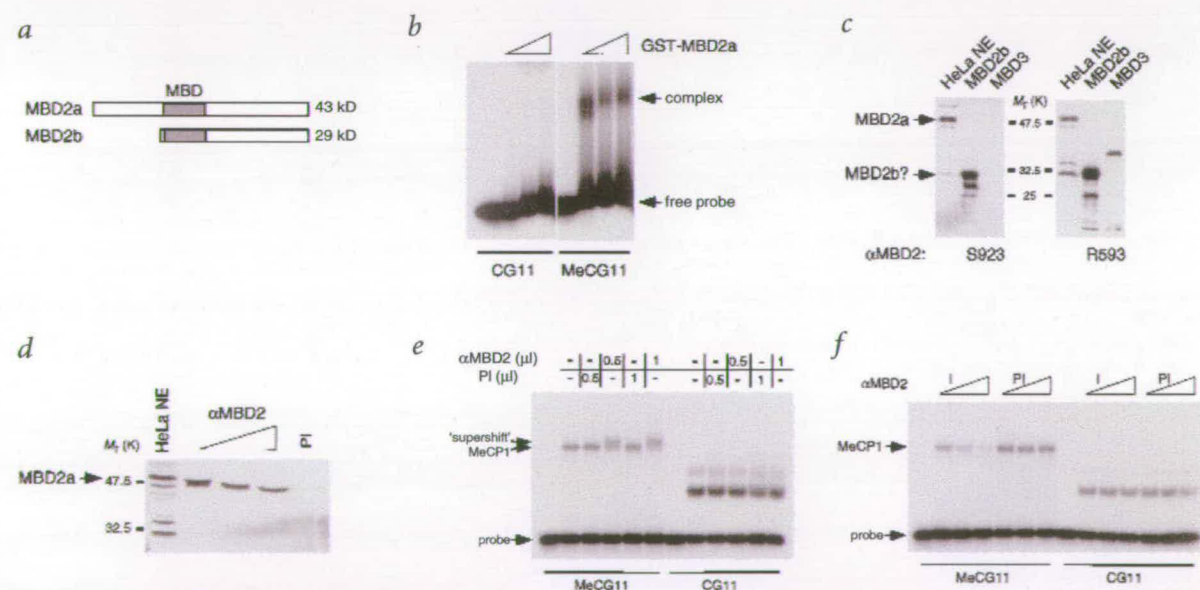 a
MBD
MBD2a
43 kD
MBD2b
29 kD
b
GST-MBD2a
complex
free probe
CG11
MeCG11
c
HeLa NE
MBD2b
MBD3
HeLa NE
MBD2b
MBD3
Mr (K)
MBD2a
47.5
MBD2b?
32.5
25
αMBD2:
S923
R593
d
HeLa NE
αMBD2
PI
Mr (K)
MBD2a
47.5
32.5
e
αMBD2 (µl)
- - 0.5 - 1 - - 0.5 - 1
PI (µl)
- 0.5 - 1 - - 0.5 - 1 -
'supershift'
MeCP1
probe
MeCG11
CG11
f
αMBD2
I
PI
I
PI
MeCP1
probe
MeCG11
CG11